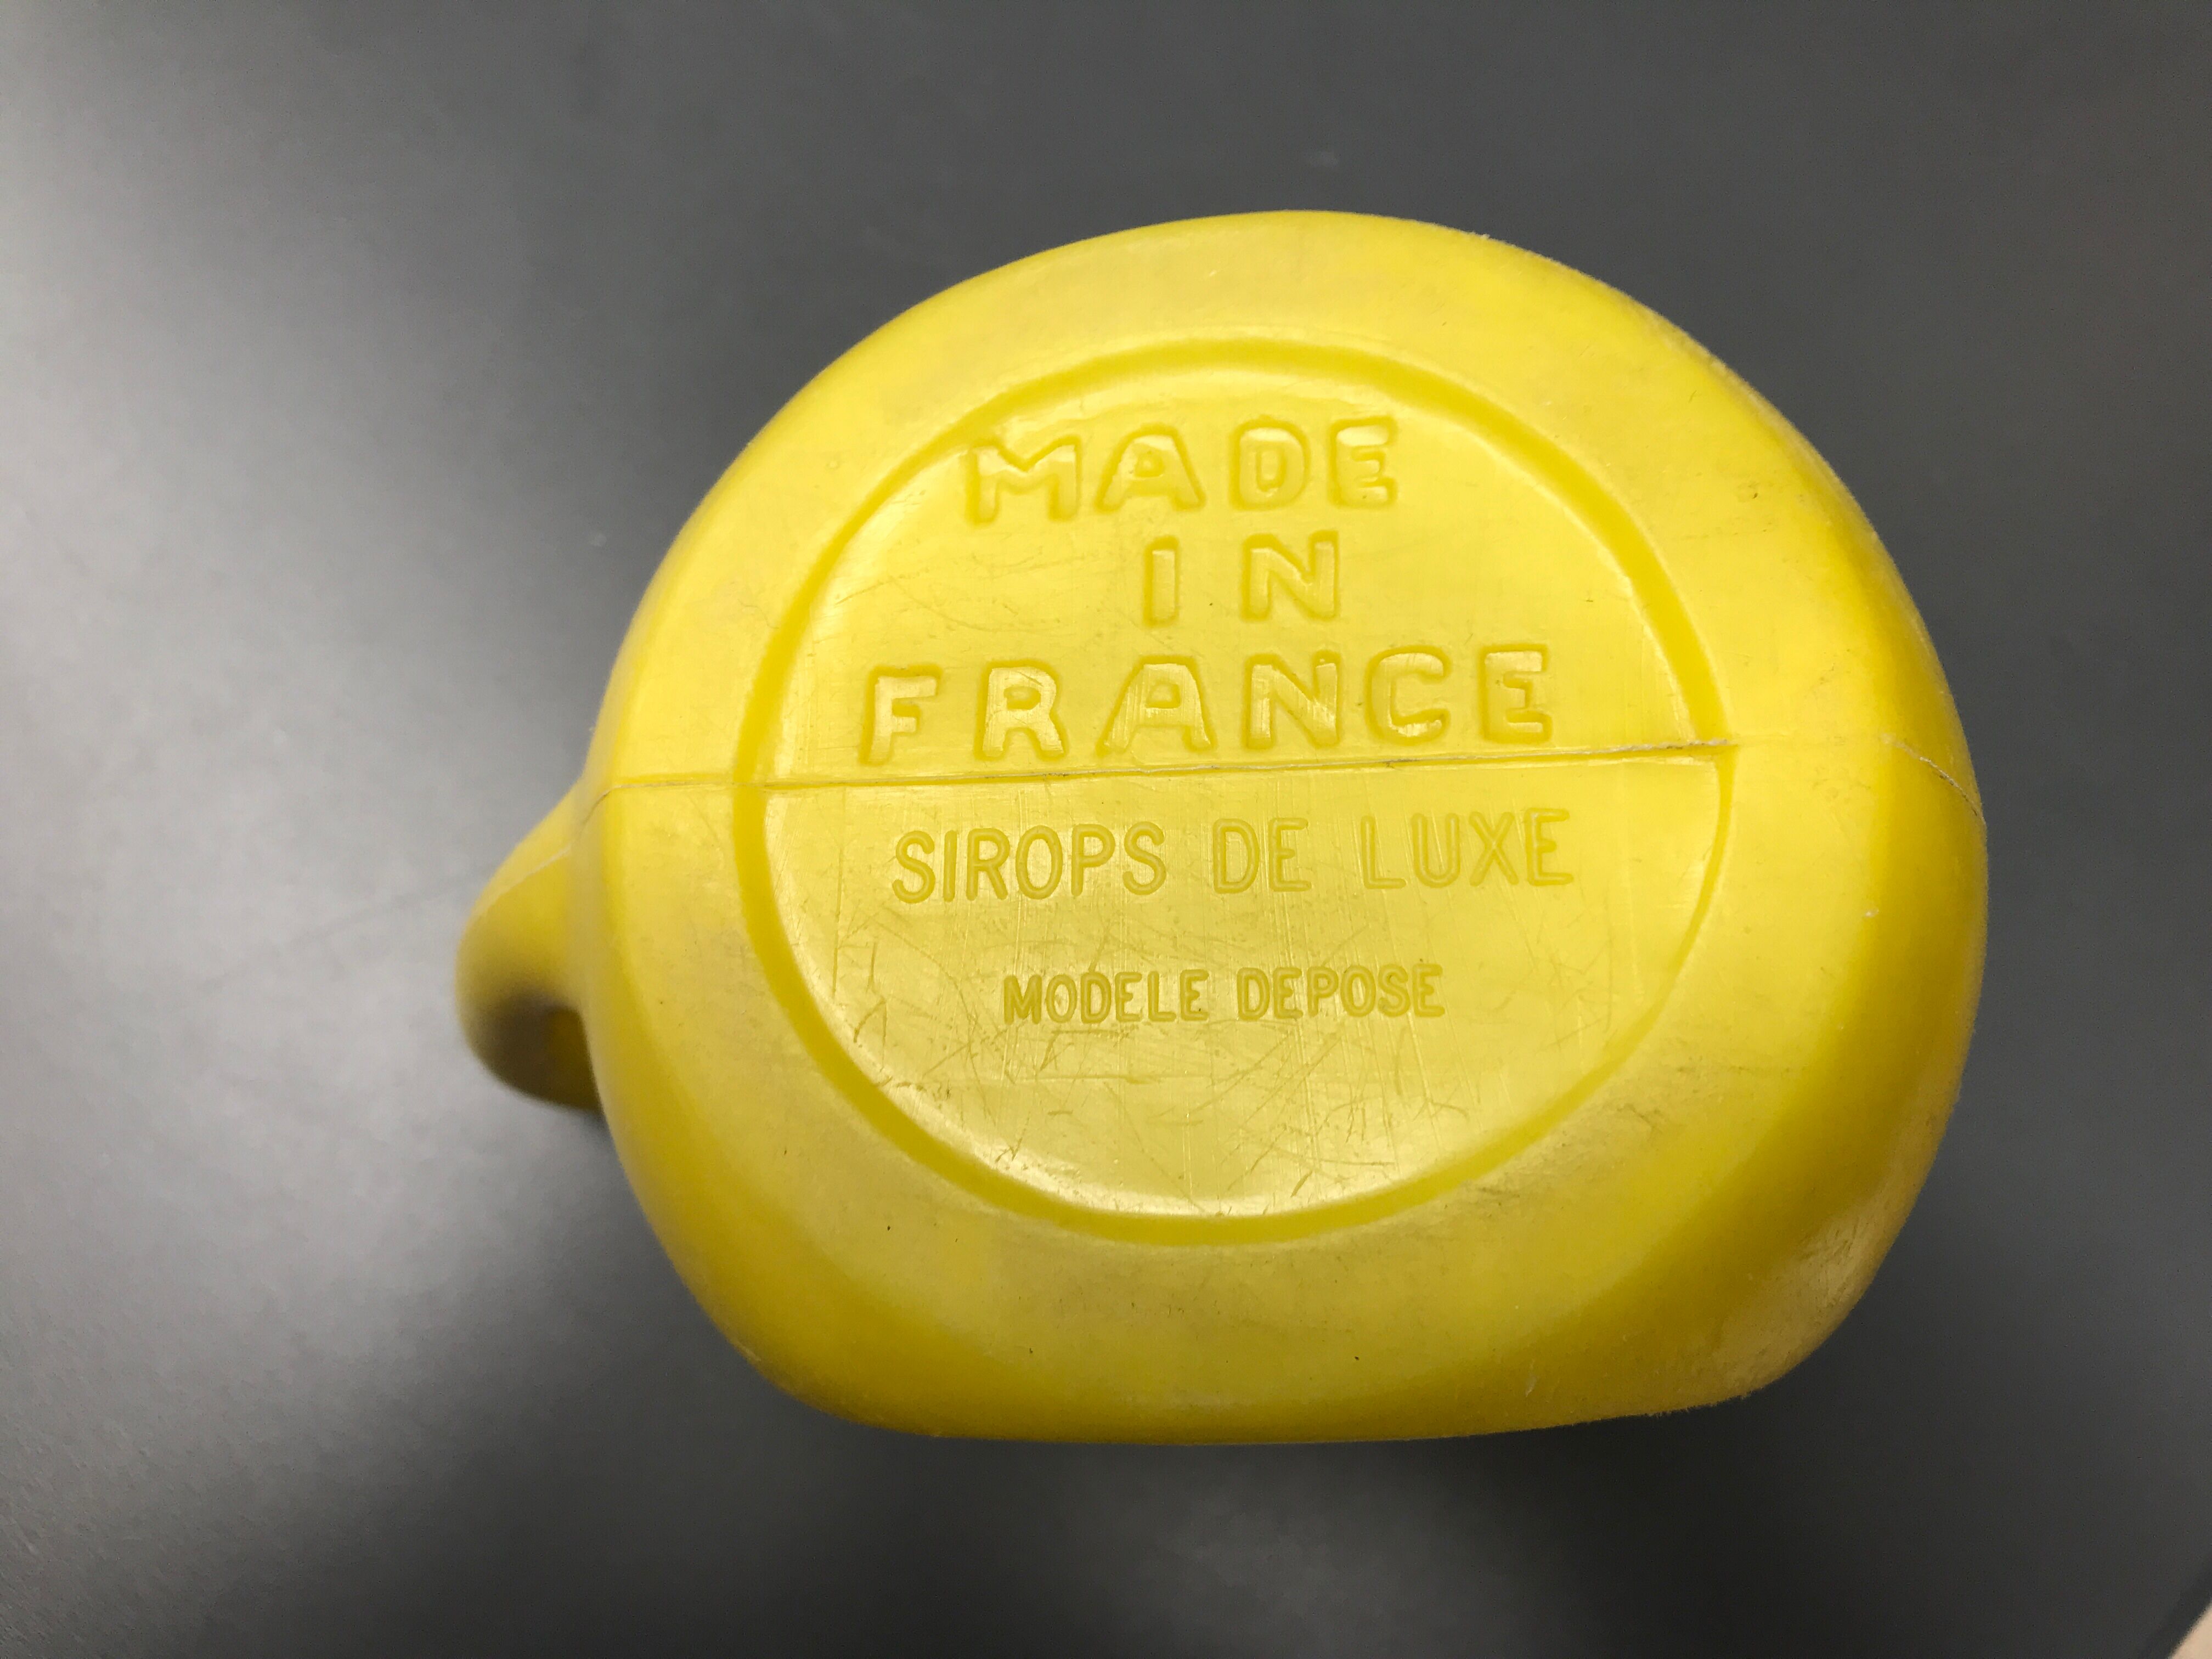 MADE
IN
FRANCE
SIROPS DE LUXE
MODELE DEPOSE